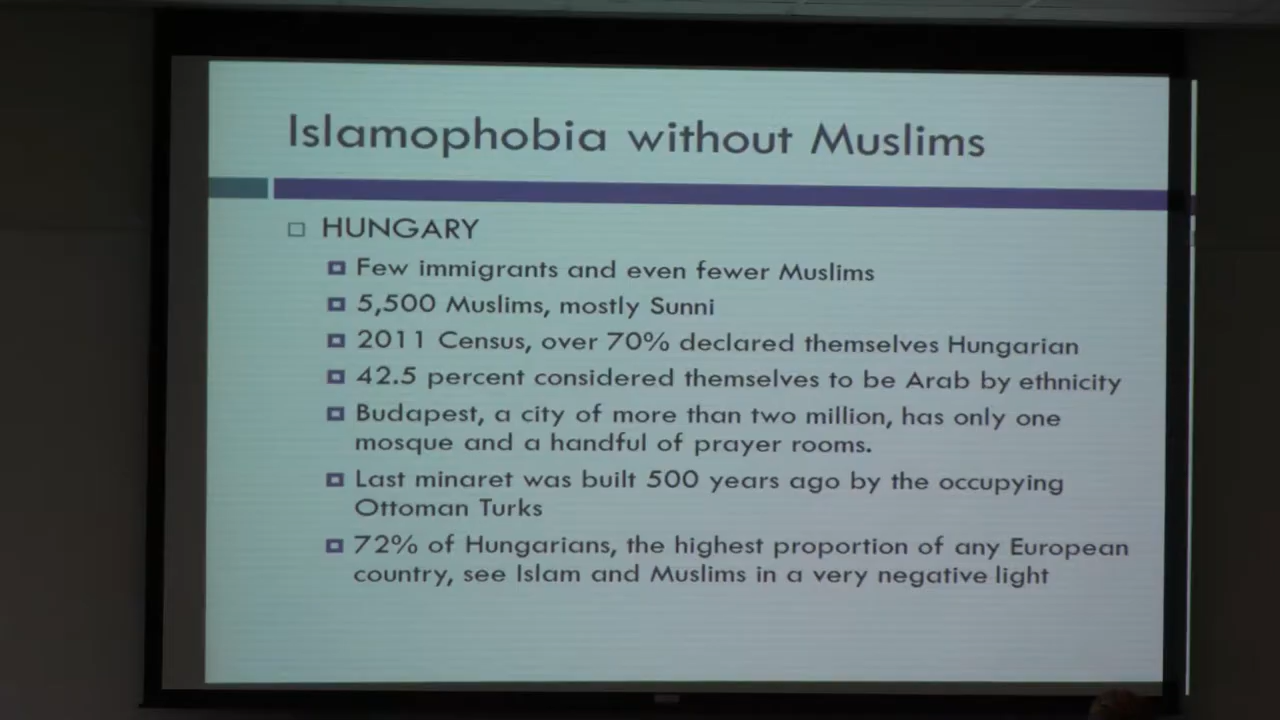 Islamophobia without Muslims
HUNGARY
Few immigrants and even fewer Muslims
5,500 Muslims, mostly Sunni
2011 Census, over 70% declared themselves Hungarian
42.5 percent considered themselves to be Arab by ethnicity
Budapest, a city of more than two million, has only one
mosque and a handful of prayer rooms.
Last minaret was built 500 years ago by the occupying
Ottoman Turks
72% of Hungarians, the highest proportion of any European
country, see Islam and Muslims in a very negative light